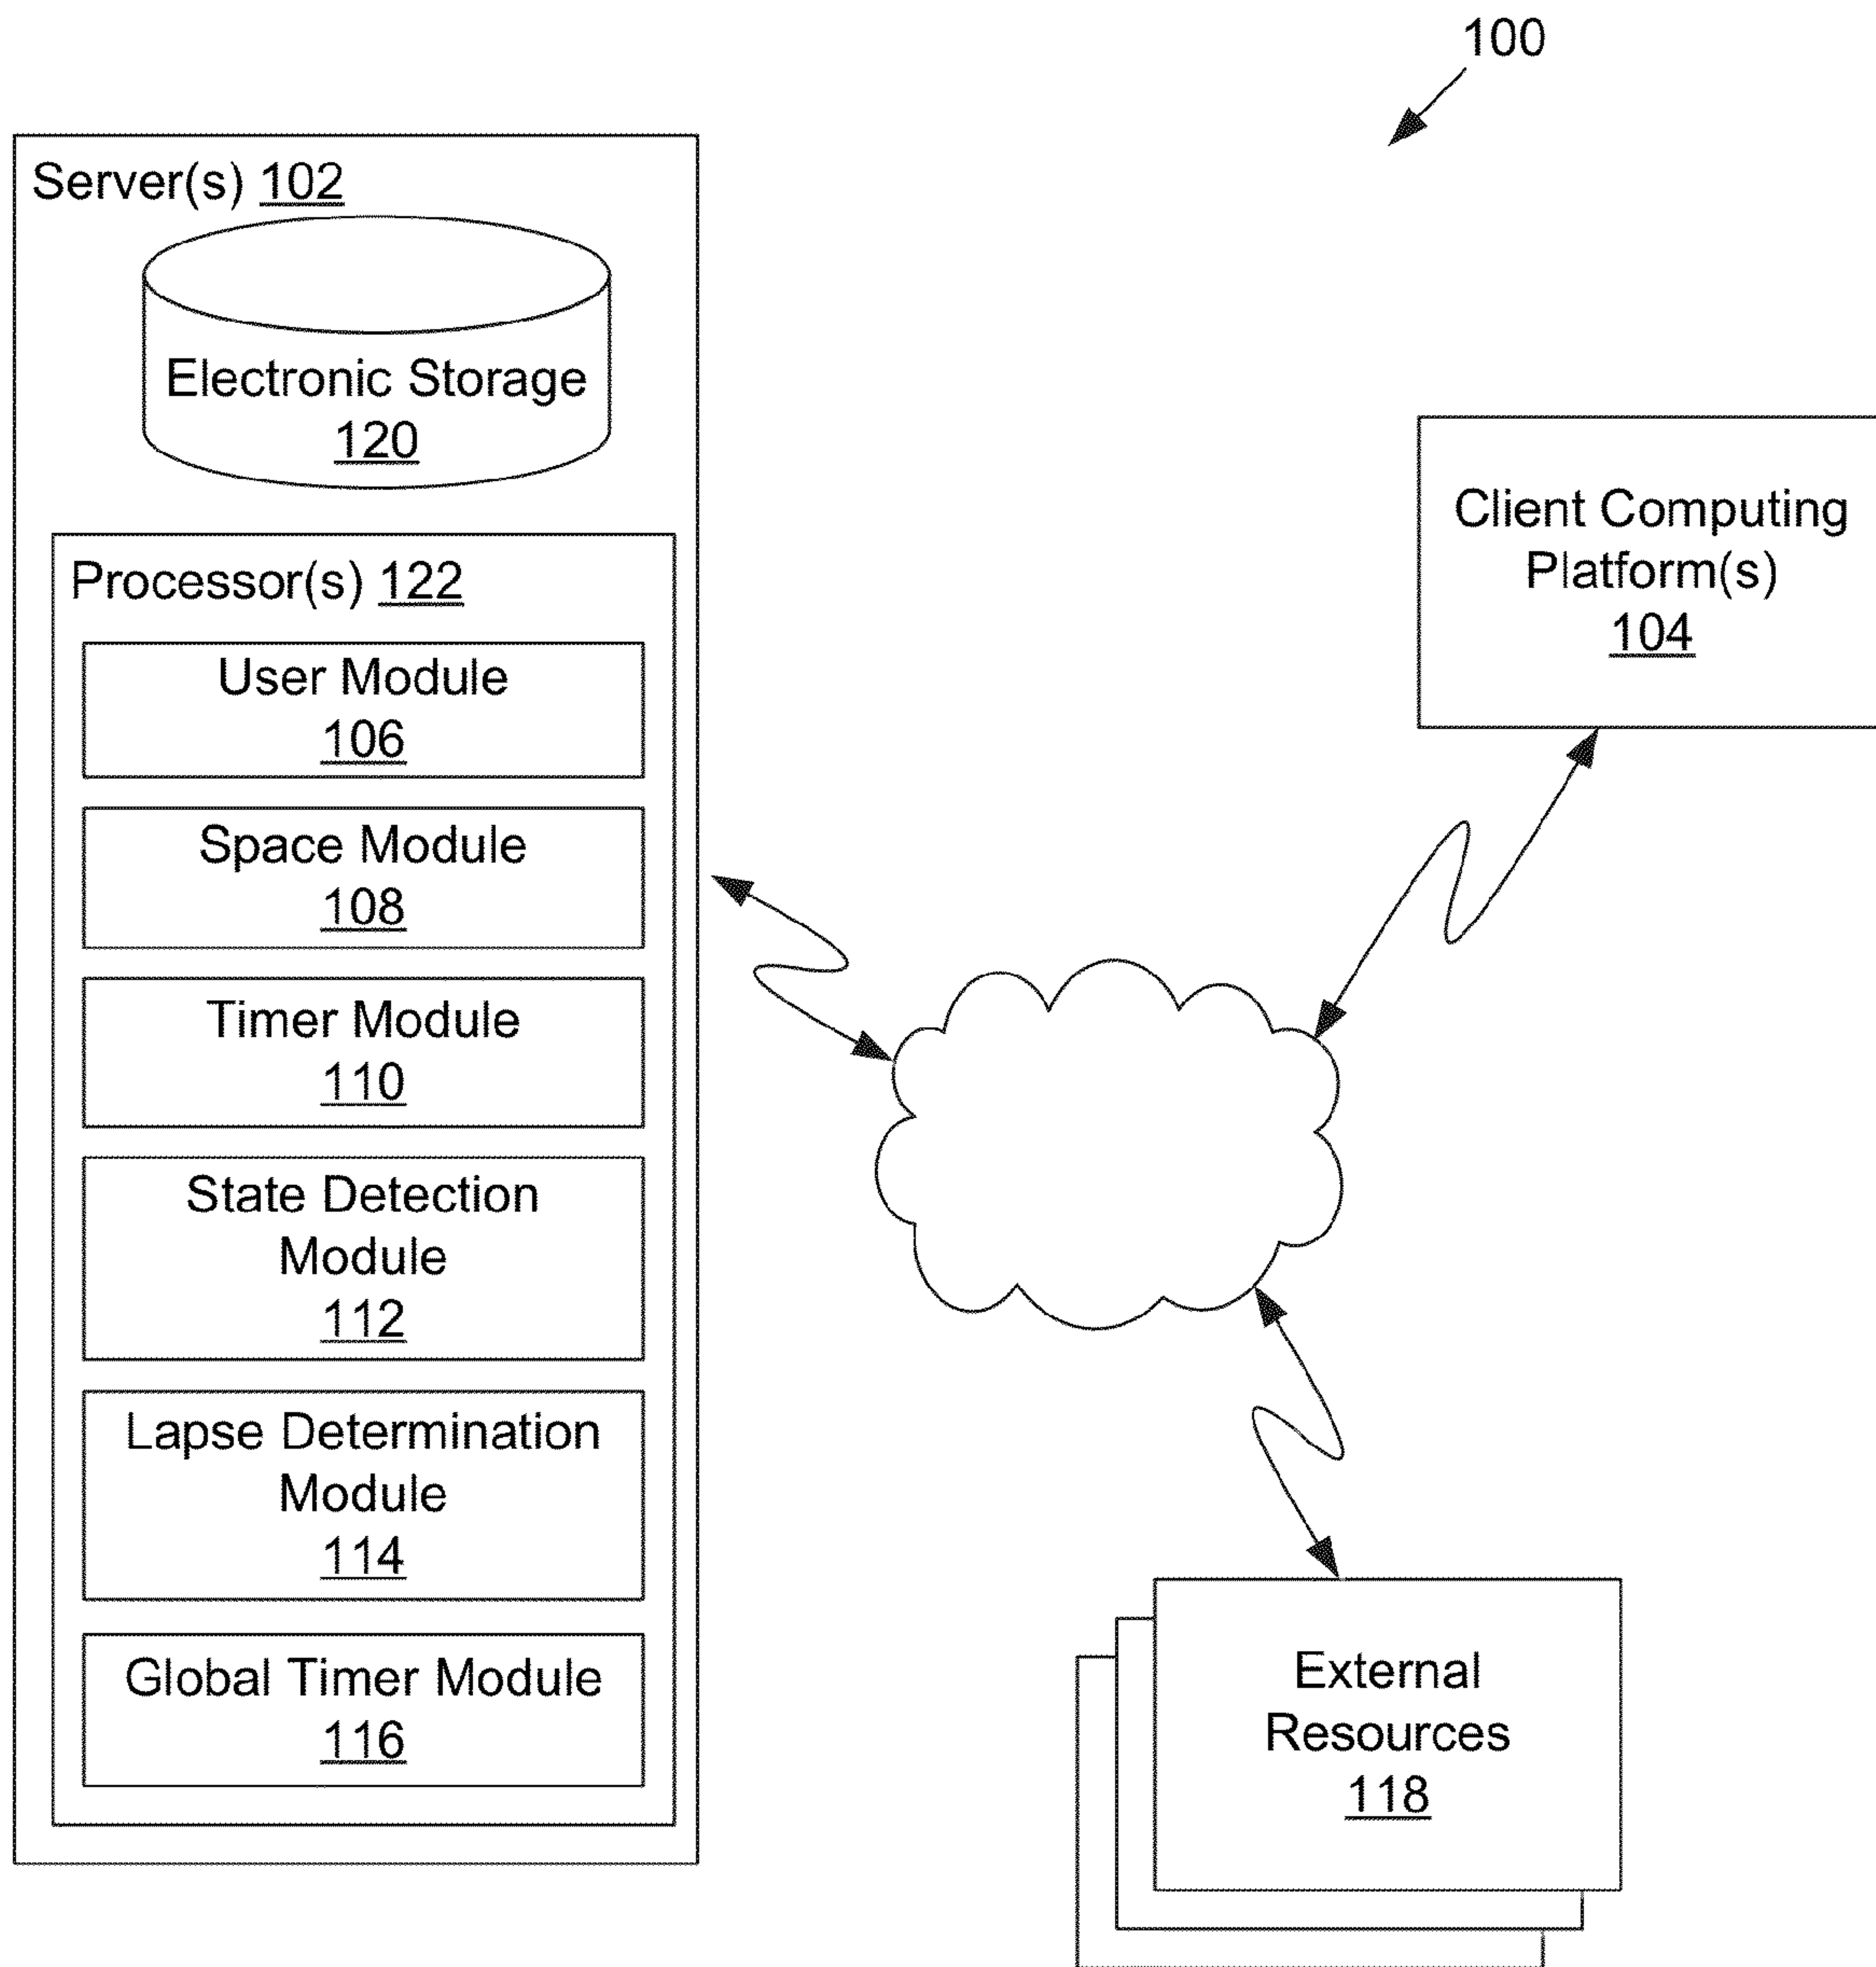 100
Server(s) 102
Electronic Storage
120
Processor(s) 122
User Module
106
Space Module
108
Timer Module
110
State Detection
Module
112
Lapse Determination
Module
114
Global Timer Module
116
Client Computing
Platform(s)
104
External
Resources
118